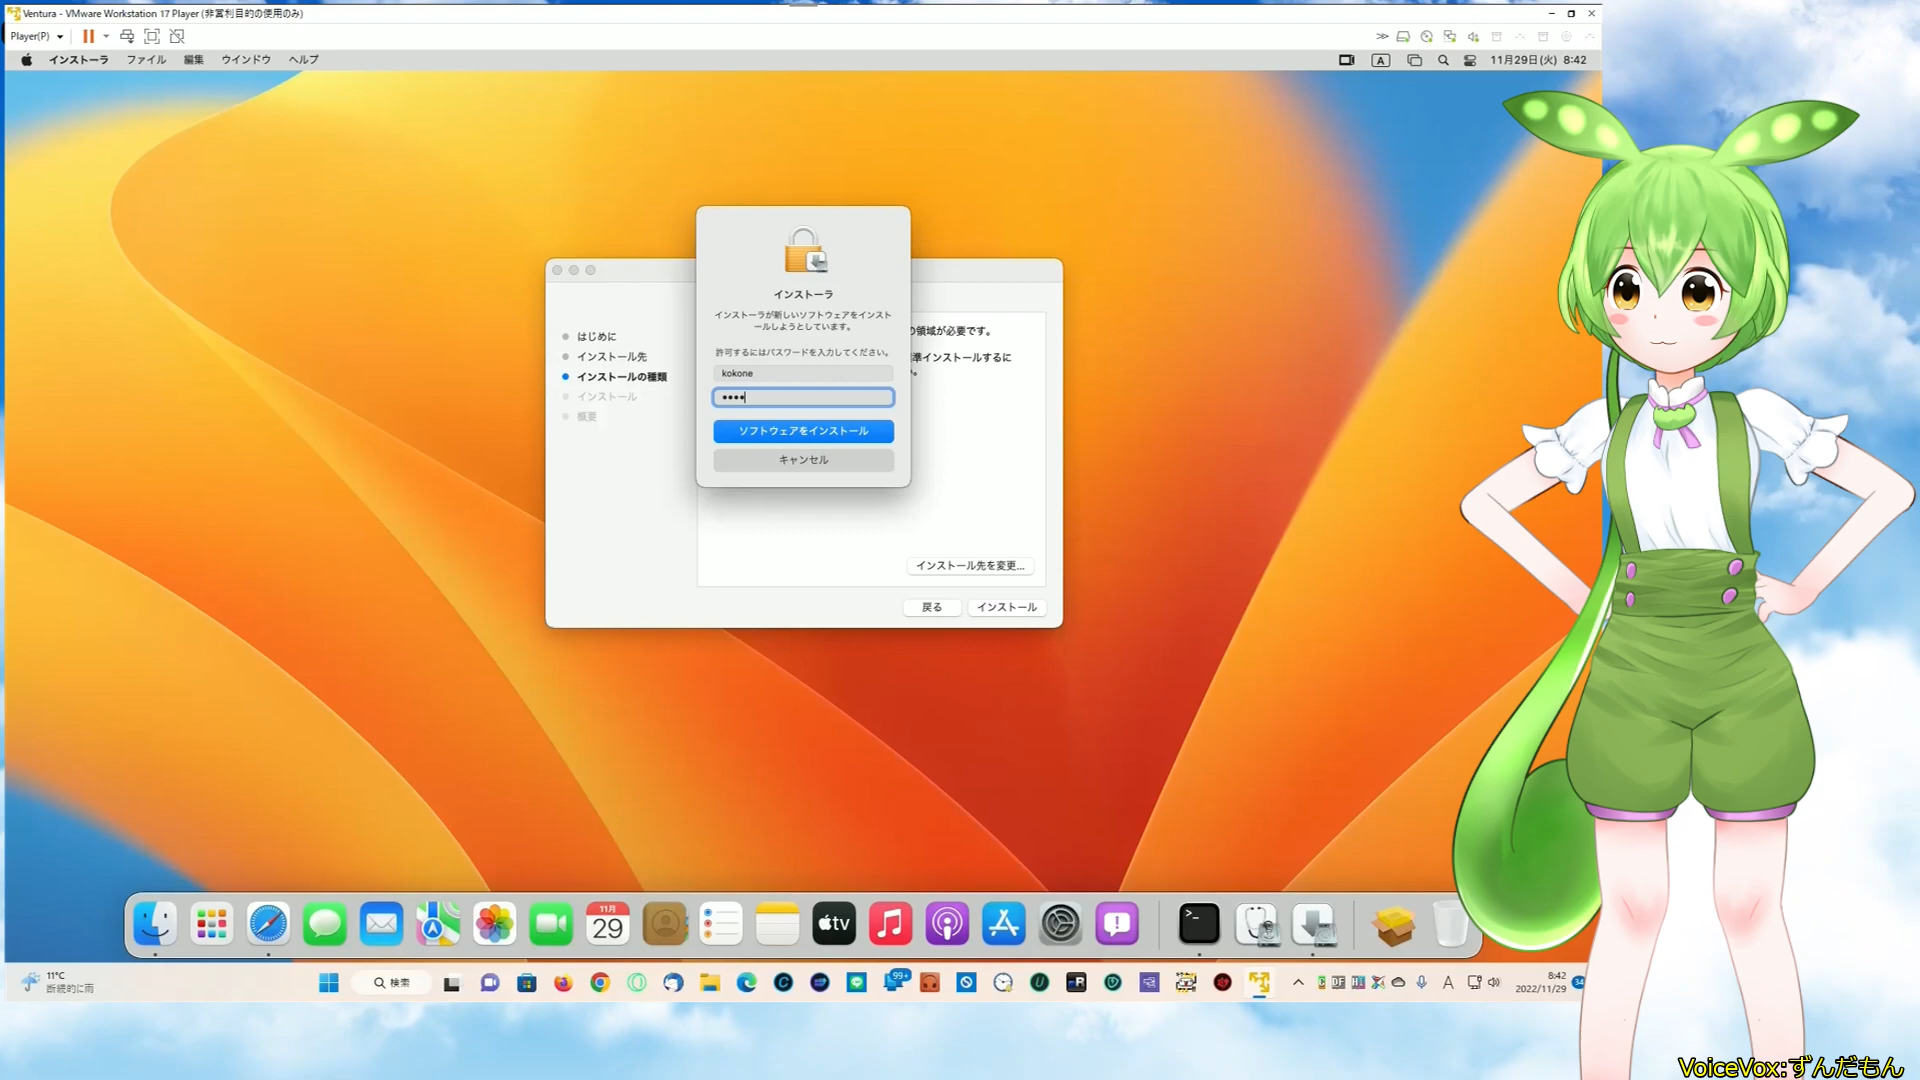 Ventura - VMware Workstation 17 Player (非営利目的の使用のみ)
Player(P)
インストーラ ファイル 編集 ウインドウ ヘルプ
A
11月29日(火) 8:42
インストーラ
インストーラが新しいソフトウェアをインスト
ールしようとしています。
許可するにはパスワードを入力してください。
kokone
••••
ソフトウェアをインストール
キャンセル
はじめに
インストール先
インストールの種類
インストール
概要
の領域が必要です。
準インストールするに
い。
インストール先を変更...
戻る
インストール
11月
29
tv
11°C
断続的に雨
検索
99+
A
8:42
2022/11/29
34
VoiceVox:ずんだもん